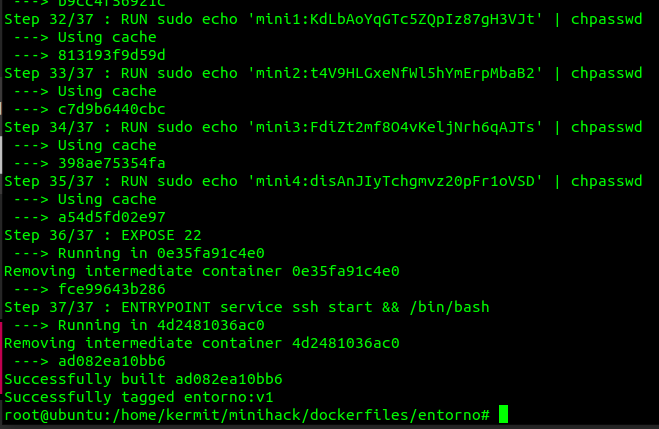 ---> b9cc4f56921c
Step 32/37 : RUN sudo echo 'mini1:KdLbAoYqGTc5ZQpIz87gH3VJt' | chpasswd
---> Using cache
---> 813193f9d59d
Step 33/37 : RUN sudo echo 'mini2:t4V9HLGxeNfWl5hYmErpMbaB2' | chpasswd
---> Using cache
---> c7d9b6440cbc
Step 34/37 : RUN sudo echo 'mini3:FdiZt2mf8O4vKeljNrh6qAJTs' | chpasswd
---> Using cache
---> 398ae75354fa
Step 35/37 : RUN sudo echo 'mini4:disAnJIyTchgmvz20pFr1oVSD' | chpasswd
---> Using cache
---> a54d5fd02e97
Step 36/37 : EXPOSE 22
---> Running in 0e35fa91c4e0
Removing intermediate container 0e35fa91c4e0
---> fce99643b286
Step 37/37 : ENTRYPOINT service ssh start && /bin/bash
---> Running in 4d2481036ac0
Removing intermediate container 4d2481036ac0
---> ad082ea10bb6
Successfully built ad082ea10bb6
Successfully tagged entorno:v1
root@ubuntu:/home/kermit/minihack/dockerfiles/entorno#